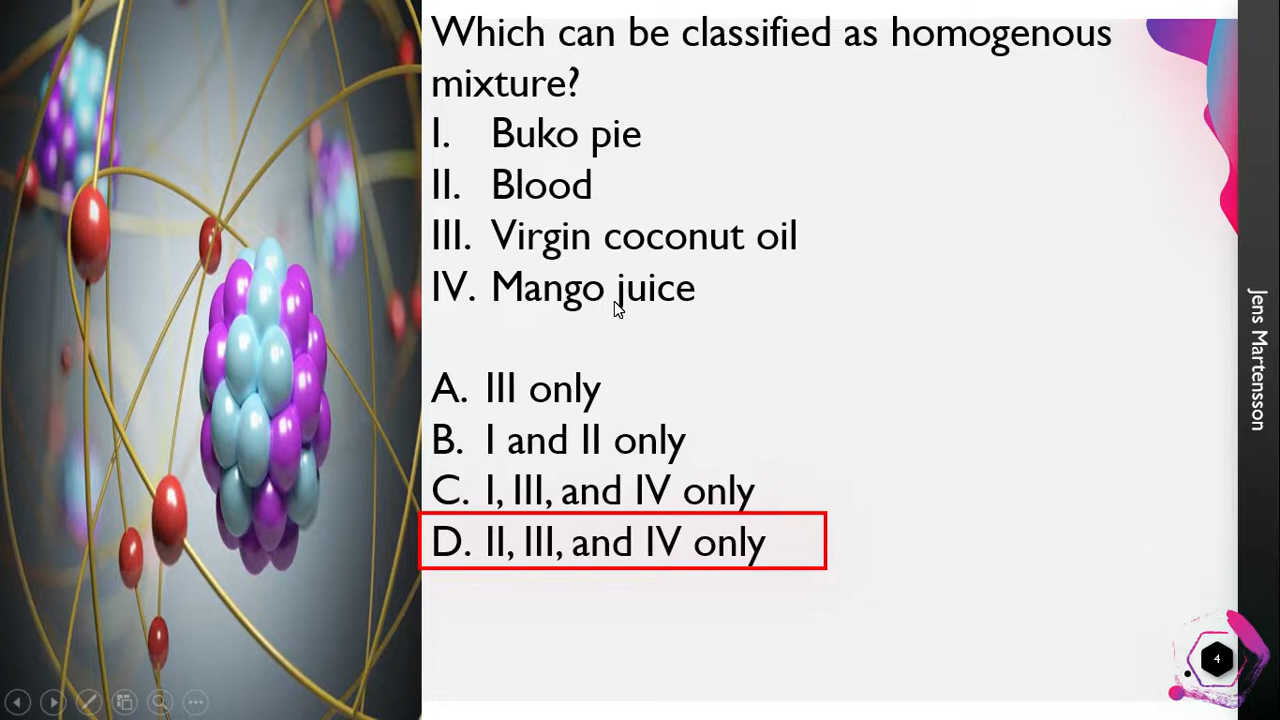 Which can be classified as homogenous
mixture?
I. Buko pie
II. Blood
III. Virgin coconut oil
IV. Mango juice
A. III only
B. I and II only
C. I, III, and IV only
D. II, III, and IV only
Jens Martensson
4